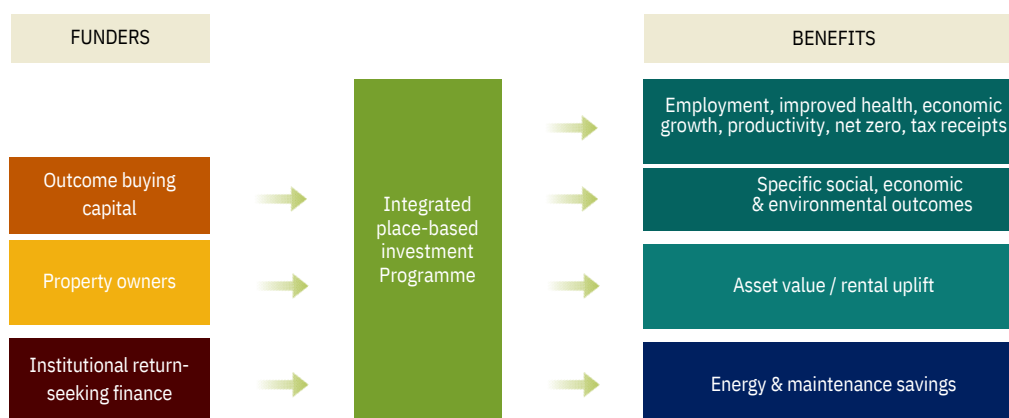 FUNDERS
BENEFITS
Outcome buying
capital
Property owners
Institutional return-
seeking finance
Integrated
place-based
investment
Programme
Employment, improved health, economic
growth, productivity, net zero, tax receipts
Specific social, economic
& environmental outcomes
Asset value / rental uplift
Energy & maintenance savings